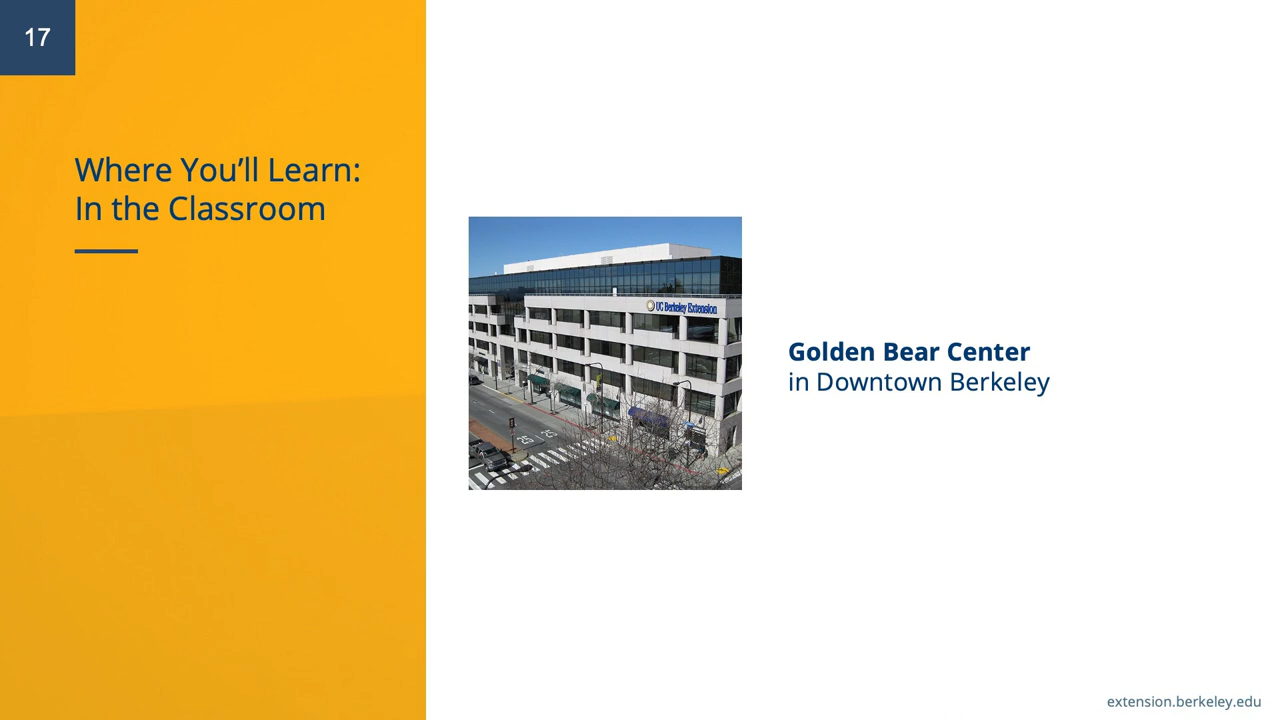 17
Where You’ll Learn:
In the Classroom
UC Berkeley Extension
Golden Bear Center
in Downtown Berkeley
extension.berkeley.edu